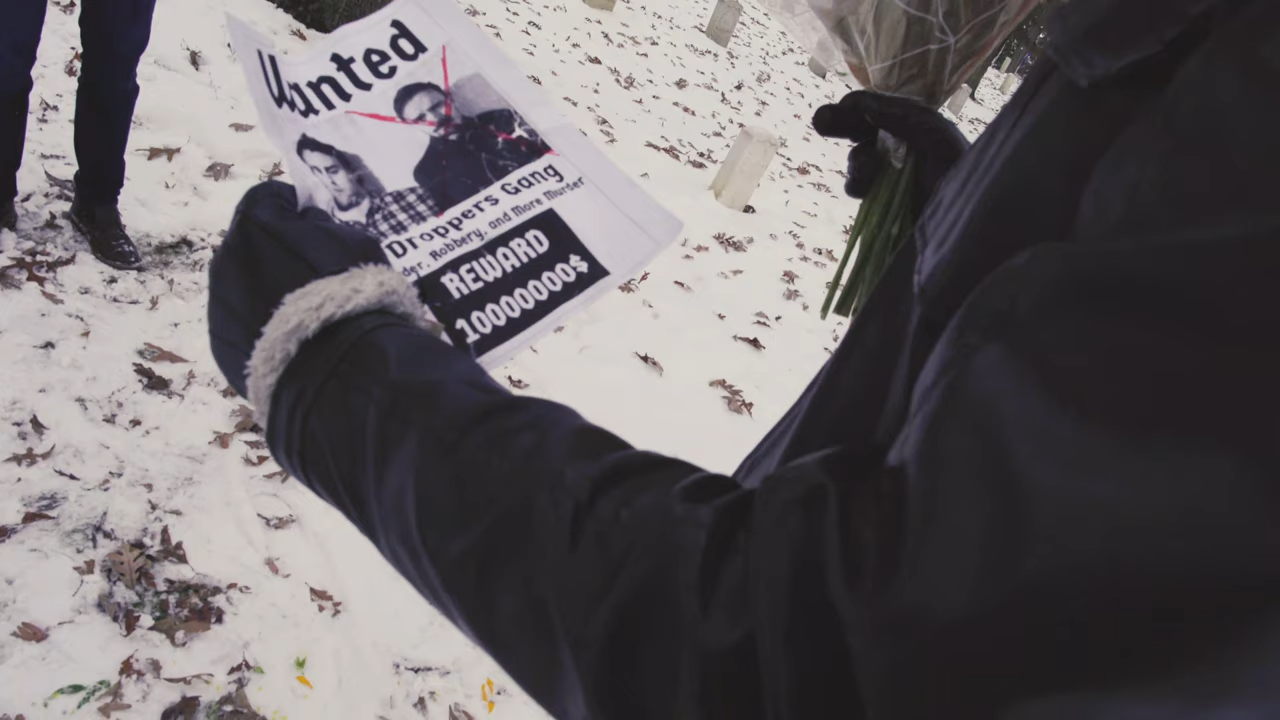 Wanted
Droppers Gang
der, Robbery, and More Murder
REWARD
10000000$